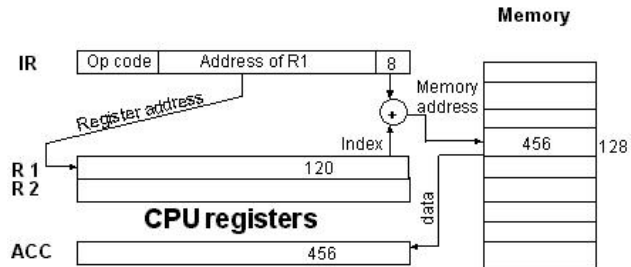 Memory
IR
Op code
Address of R1
8
Register address
Memory
address
+
Index
456
128
R 1
120
R 2
CPU registers
data
ACC
456